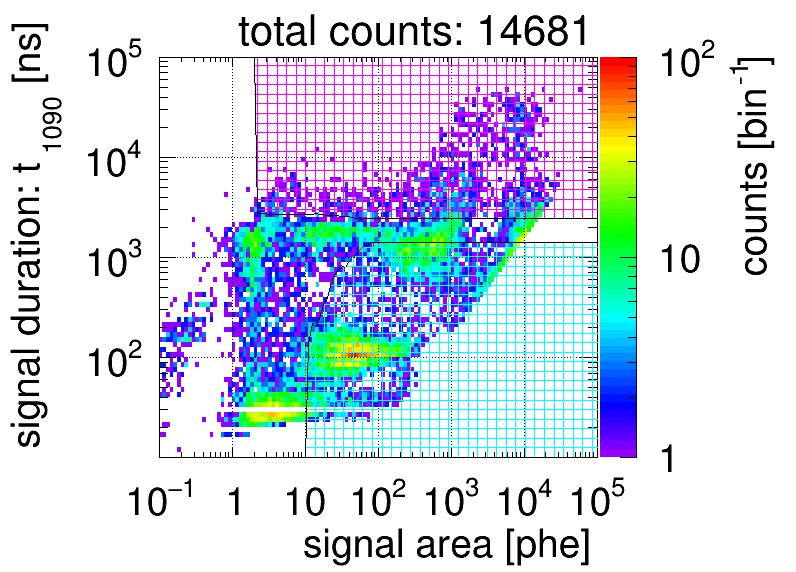 total counts: 14681
signal duration: t 1090 [ns]
10^5
10^4
10^3
10^2
10^-1 1 10 10^2 10^3 10^4 10^5
signal area [phe]
10^2
10
1
counts [bin^-1]